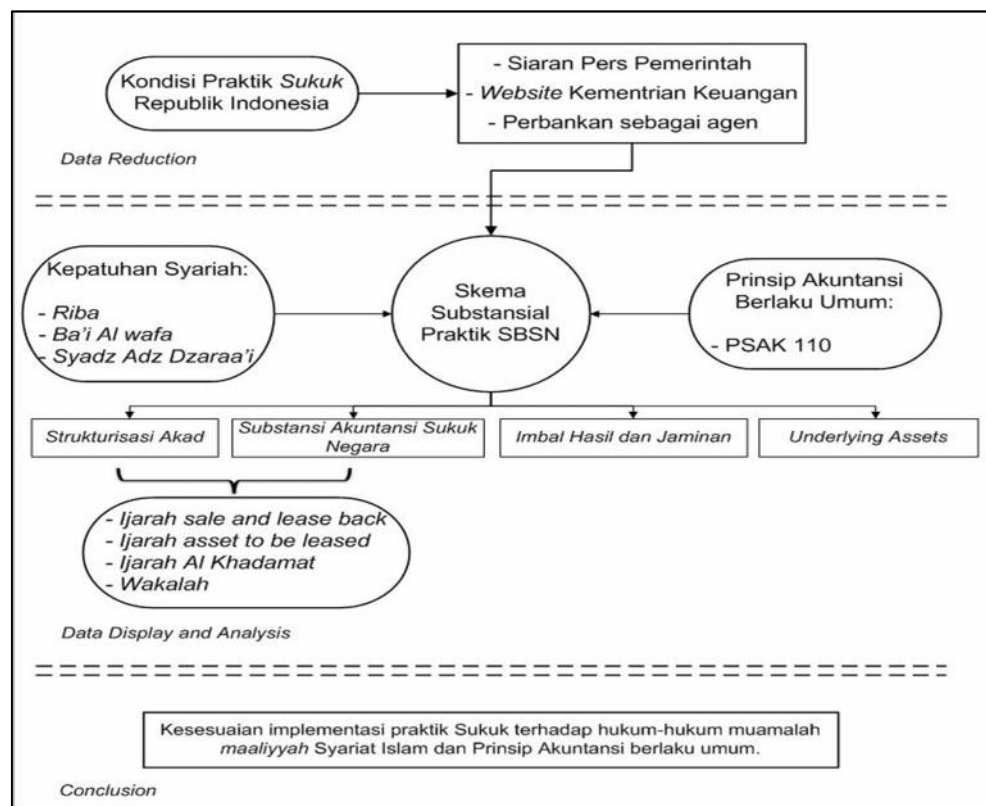 Kondisi Praktik Sukuk
Republik Indonesia
- Siaran Pers Pemerintah
- Website Kementrian Keuangan
- Perbankan sebagai agen
Data Reduction
Kepatuhan Syariah:
- Riba
- Ba'i Al wafa
- Syadz Adz Dzaraa'i
Skema
Substansial
Praktik SBSN
Prinsip Akuntansi
Berlaku Umum:
- PSAK 110
Strukturisasi Akad
Substansi Akuntansi Sukuk
Negara
Imbal Hasil dan Jaminan
Underlying Assets
- Ijarah sale and lease back
- Ijarah asset to be leased
- Ijarah Al Khadamat
- Wakalah
Data Display and Analysis
Kesesuaian implementasi praktik Sukuk terhadap hukum-hukum muamalah
maaliyyah Syariat Islam dan Prinsip Akuntansi berlaku umum.
Conclusion